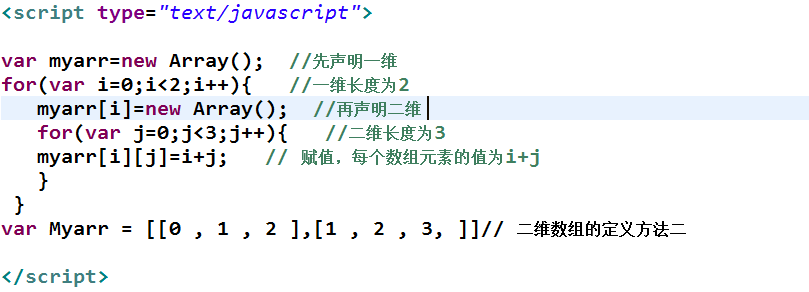 <script type="text/javascript">
var myarr=new Array();  //先声明一维
for(var i=0;i<2;i++){   //一维长度为2
   myarr[i]=new Array();  //再声明二维
   for(var j=0;j<3;j++){   //二维长度为3
   myarr[i][j]=i+j;   // 赋值，每个数组元素的值为i+j
   }
 }
var Myarr = [[0 , 1 , 2 ],[1 , 2 , 3, ]]// 二维数组的定义方法二
</script>